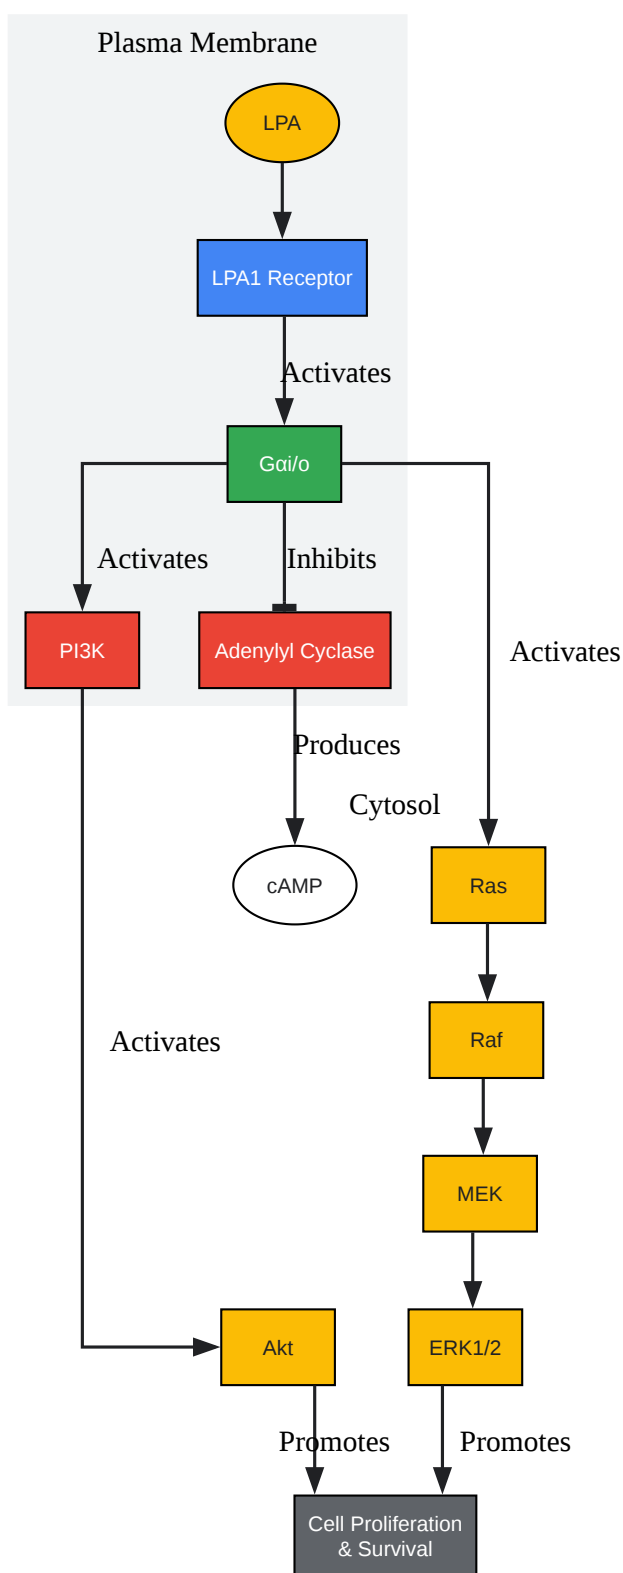 Plasma Membrane
LPA
LPA1 Receptor
Activates
Gαi/o
Activates
Inhibits
Activates
PI3K
Adenylyl Cyclase
Produces
Cytosol
cAMP
Ras
Raf
Activates
MEK
Akt
ERK1/2
Promotes
Promotes
Cell Proliferation
& Survival